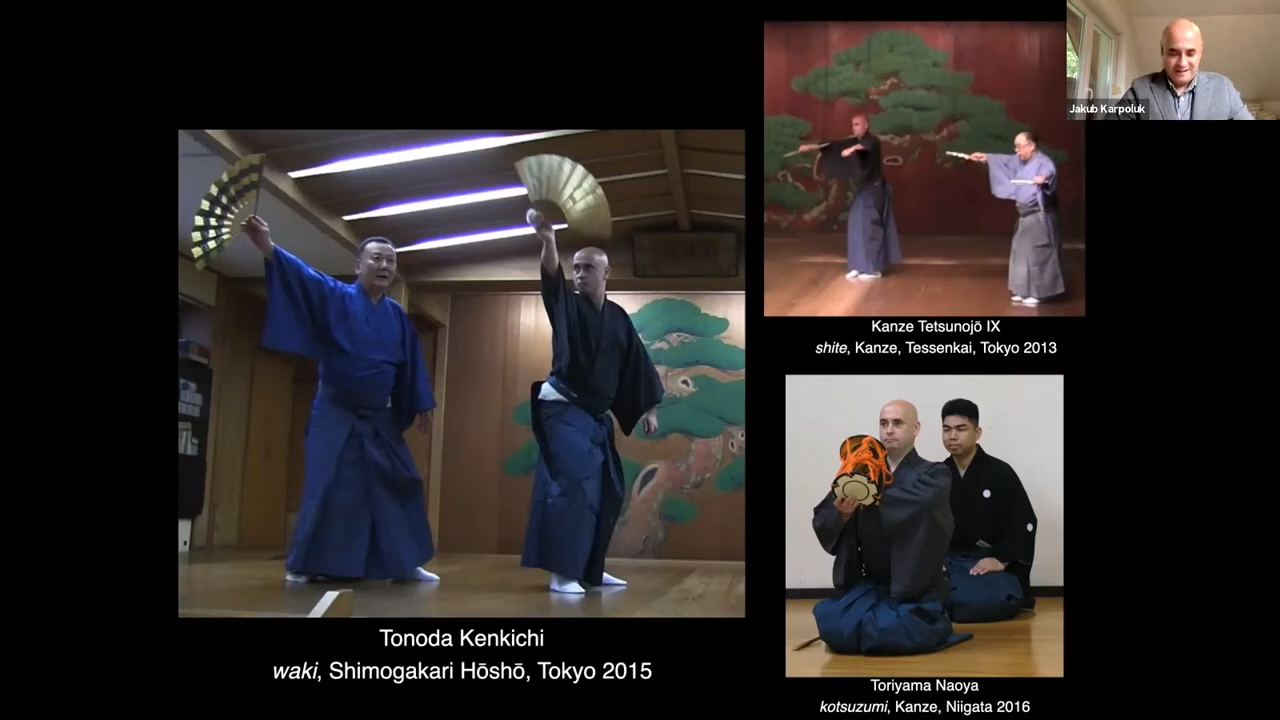 Jakub Karpoluk
Kanze Tetsunojō IX
shite, Kanze, Tessenkai, Tokyo 2013
Tonoda Kenkichi
waki, Shimogakari Hōshō, Tokyo 2015
Toriyama Naoya
kotsuzumi, Kanze, Niigata 2016